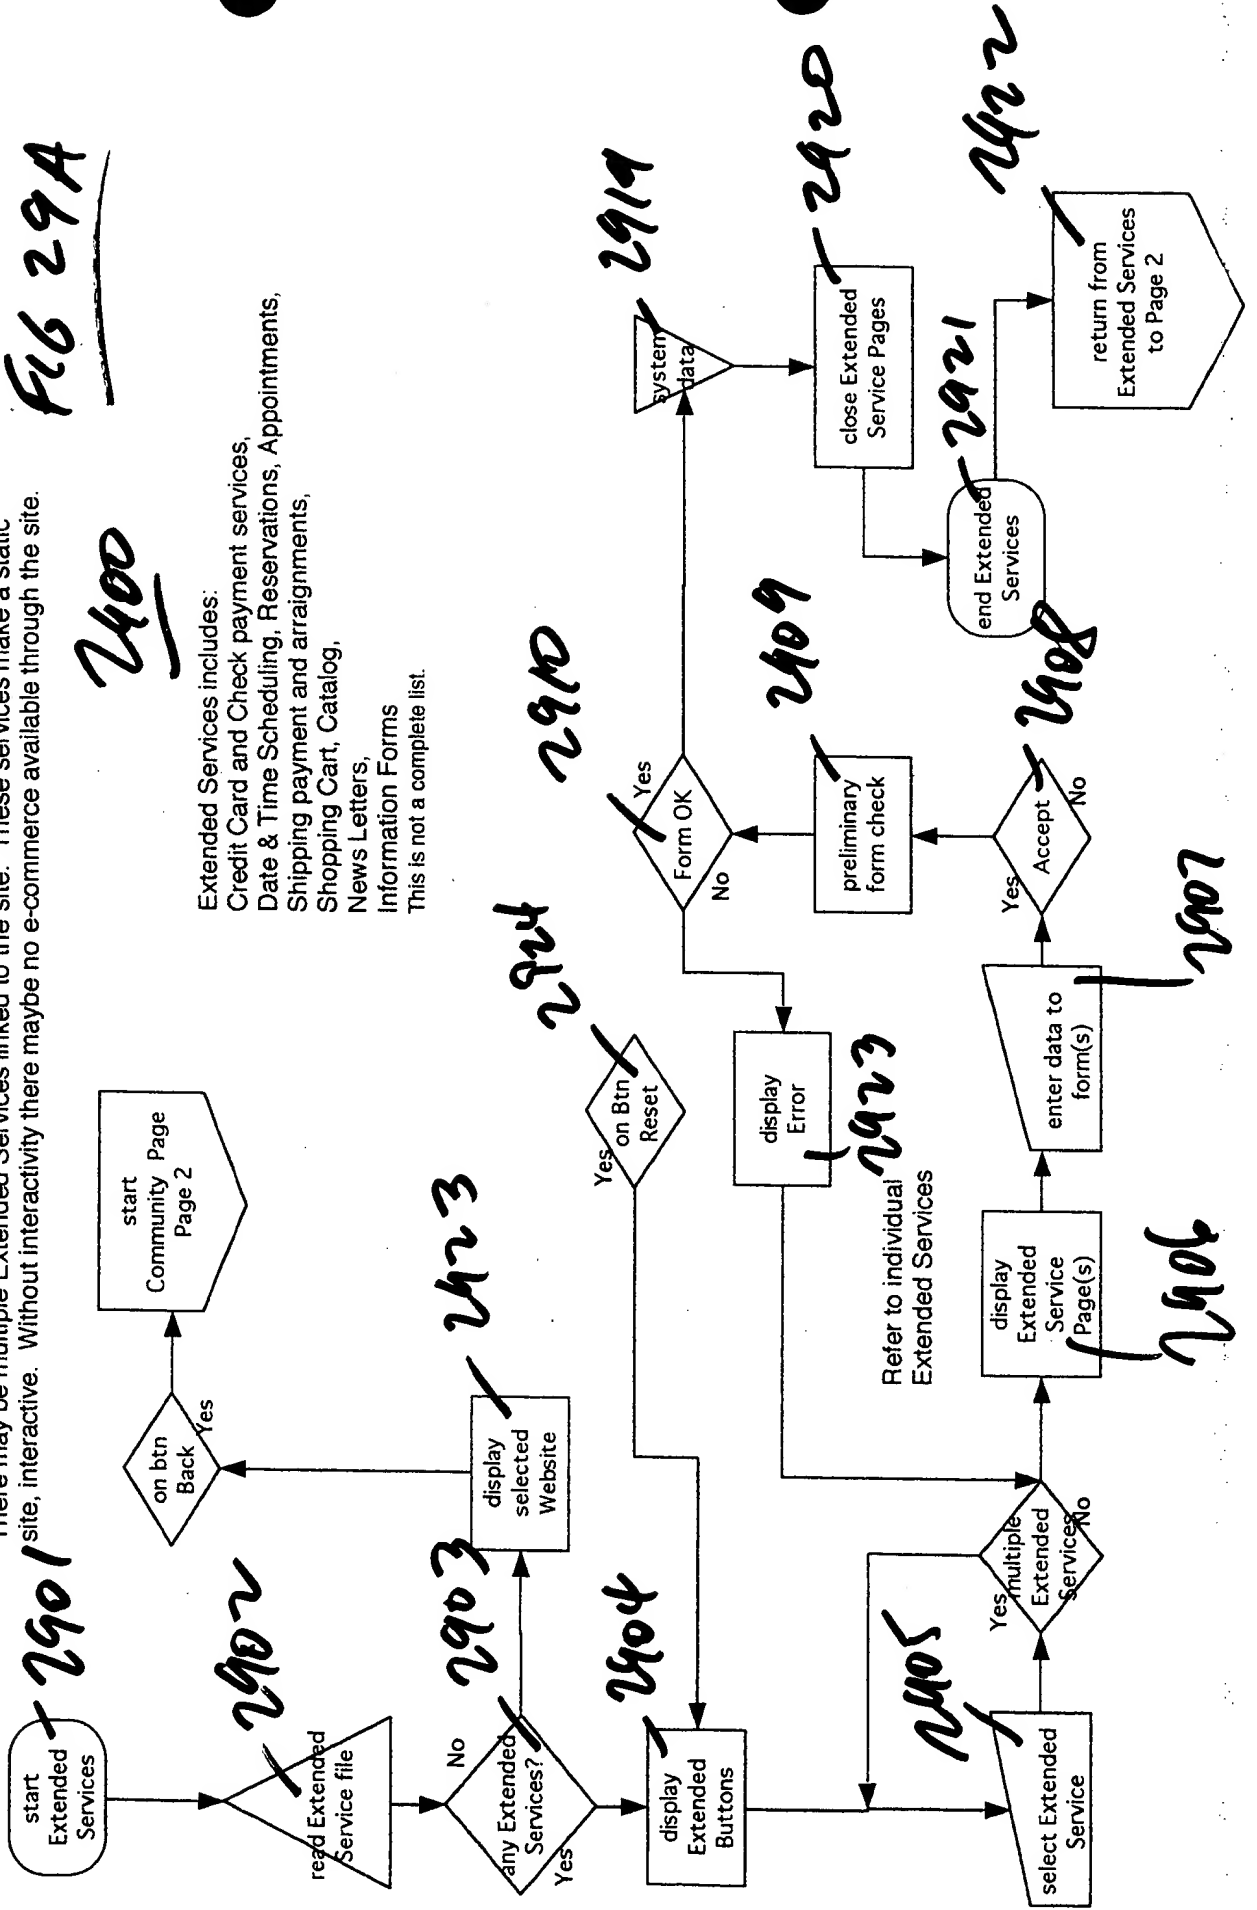 There may be multiple Extended Services linked to the site. These services make a static
site, interactive. Without interactivity there maybe no e-commerce available through the site.
FIG 29A
2900
Extended Services includes:
Credit Card and Check payment services,
Date & Time Scheduling, Reservations, Appointments,
Shipping payment and arraignments,
Shopping Cart, Catalog,
News Letters,
Information Forms
This is not a complete list.
start
Extended
Services
2901
read Extended
Service file
2902
any Extended
Services?
2903
No
Yes
display
selected
Website
2923
on btn
Back
Yes
start
Community Page
Page 2
display
Extended
Buttons
2904
on Btn
Reset
Yes
2924
select Extended
Service
2905
multiple
Extended
Services
Yes
No
display
Extended
Service
Page(s)
2906
enter data to
form(s)
2907
Accept
Yes
No
2908
preliminary
form check
2909
Form OK
Yes
No
2910
display
Error
2923
Refer to individual
Extended Services
system
data
2919
close Extended
Service Pages
2920
end Extended
Services
2921
return from
Extended Services
to Page 2
2922